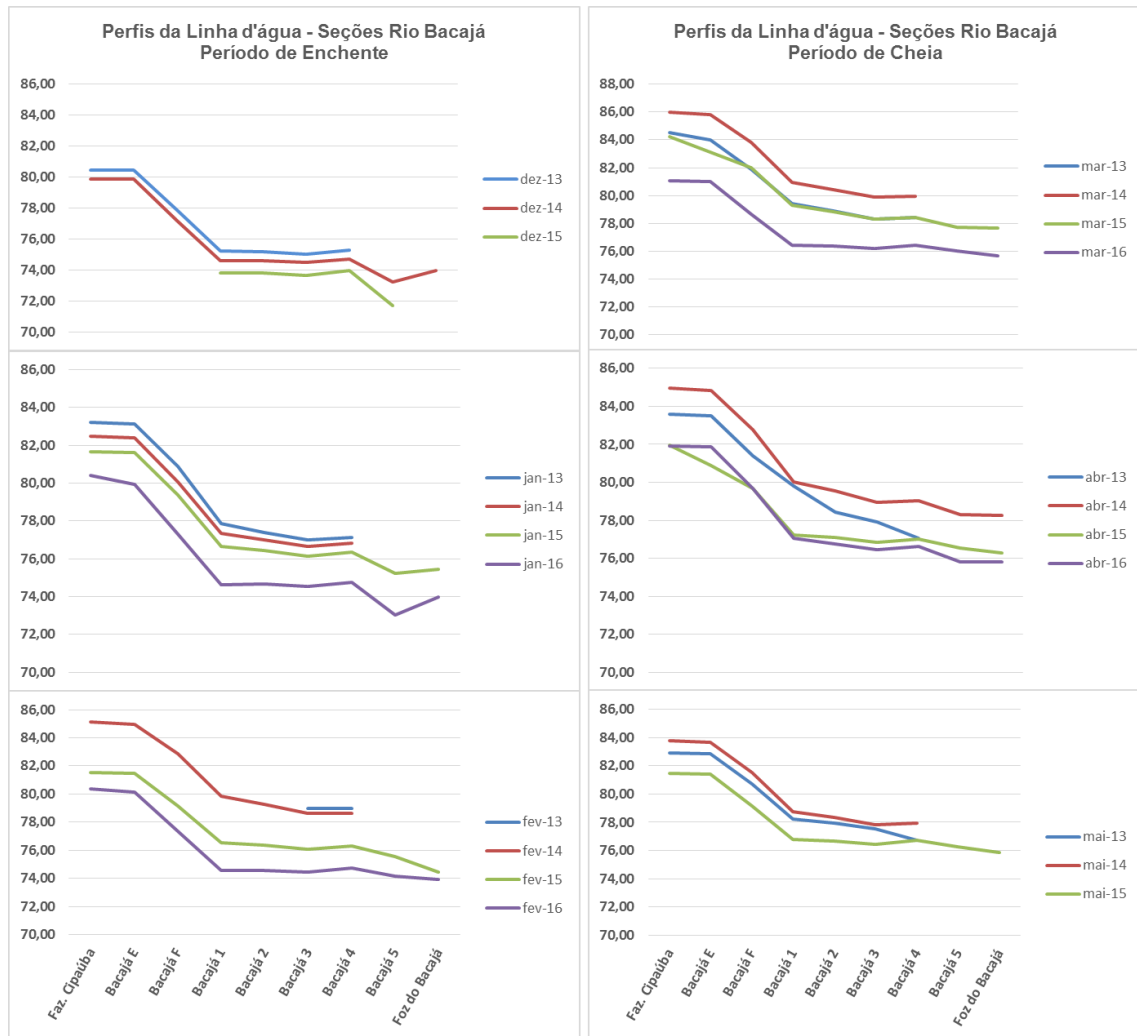 Perfis da Linha d'água - Seções Rio Bacajá
Período de Enchente
86,00
84,00
82,00
80,00
78,00
76,00
74,00
72,00
70,00
dez-13
dez-14
dez-15
86,00
84,00
82,00
80,00
78,00
76,00
74,00
72,00
70,00
jan-13
jan-14
jan-15
jan-16
86,00
84,00
82,00
80,00
78,00
76,00
74,00
72,00
70,00
fev-13
fev-14
fev-15
fev-16
Faz. Cipaúba
Bacajá E
Bacajá F
Bacajá 1
Bacajá 2
Bacajá 3
Bacajá 4
Bacajá 5
Foz do Bacajá
Perfis da Linha d'água - Seções Rio Bacajá
Período de Cheia
88,00
86,00
84,00
82,00
80,00
78,00
76,00
74,00
72,00
70,00
mar-13
mar-14
mar-15
mar-16
86,00
84,00
82,00
80,00
78,00
76,00
74,00
72,00
70,00
abr-13
abr-14
abr-15
abr-16
86,00
84,00
82,00
80,00
78,00
76,00
74,00
72,00
70,00
mai-13
mai-14
mai-15
Faz. Cipaúba
Bacajá E
Bacajá F
Bacajá 1
Bacajá 2
Bacajá 3
Bacajá 4
Bacajá 5
Foz do Bacajá